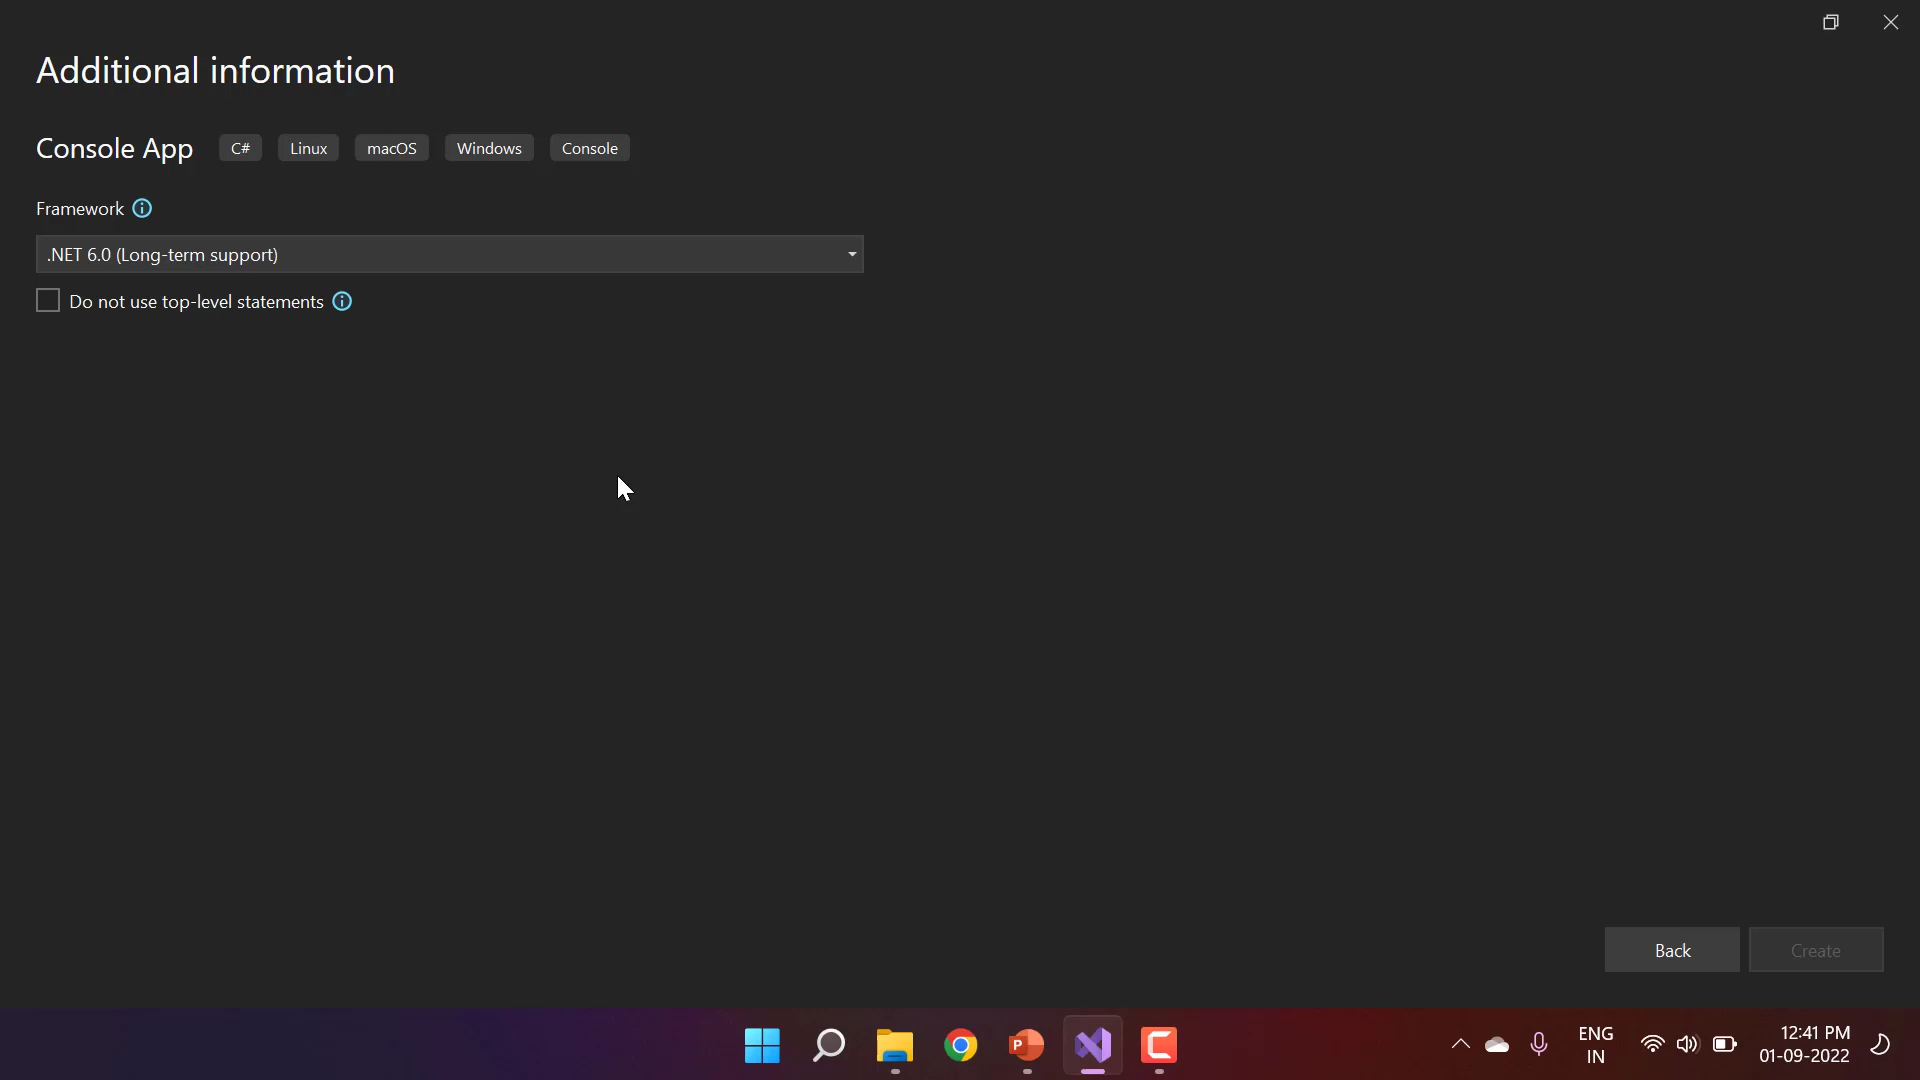 Additional information
Console App C# Linux macOS Windows Console
Framework
.NET 6.0 (Long-term support)
Do not use top-level statements
Back Create
ENG 12:41 PM
IN 01-09-2022